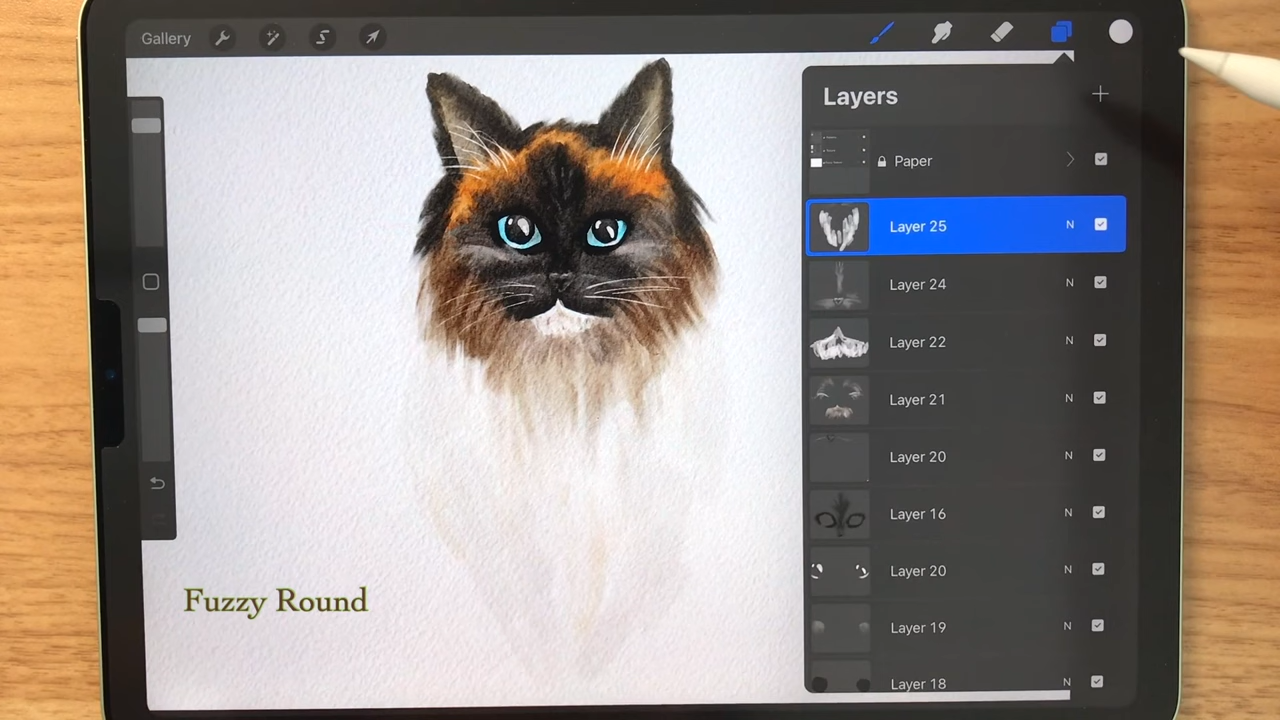 Gallery
Layers
Paper
Layer 25 N
Layer 24 N
Layer 22 N
Layer 21 N
Layer 20 N
Layer 16 N
Layer 20 N
Layer 19 N
Layer 18 N
Fuzzy Round